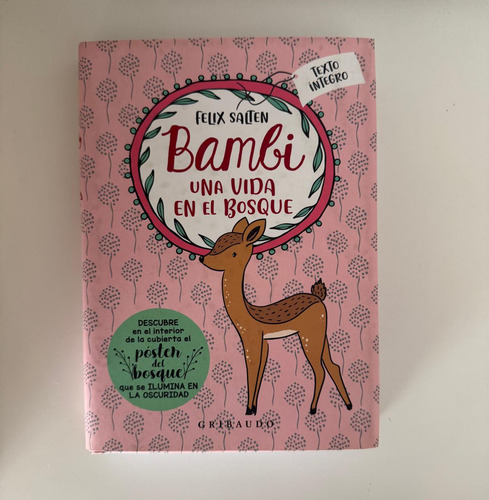 TEXTO
ÍNTEGRO
FELIX SALTEN
Bambi
UNA VIDA
EN EL BOSQUE
DESCUBRE
en el interior
de la cubierta el
póster
del
bosque
que se ILUMINA EN
LA OSCURIDAD
GRIBAUDO